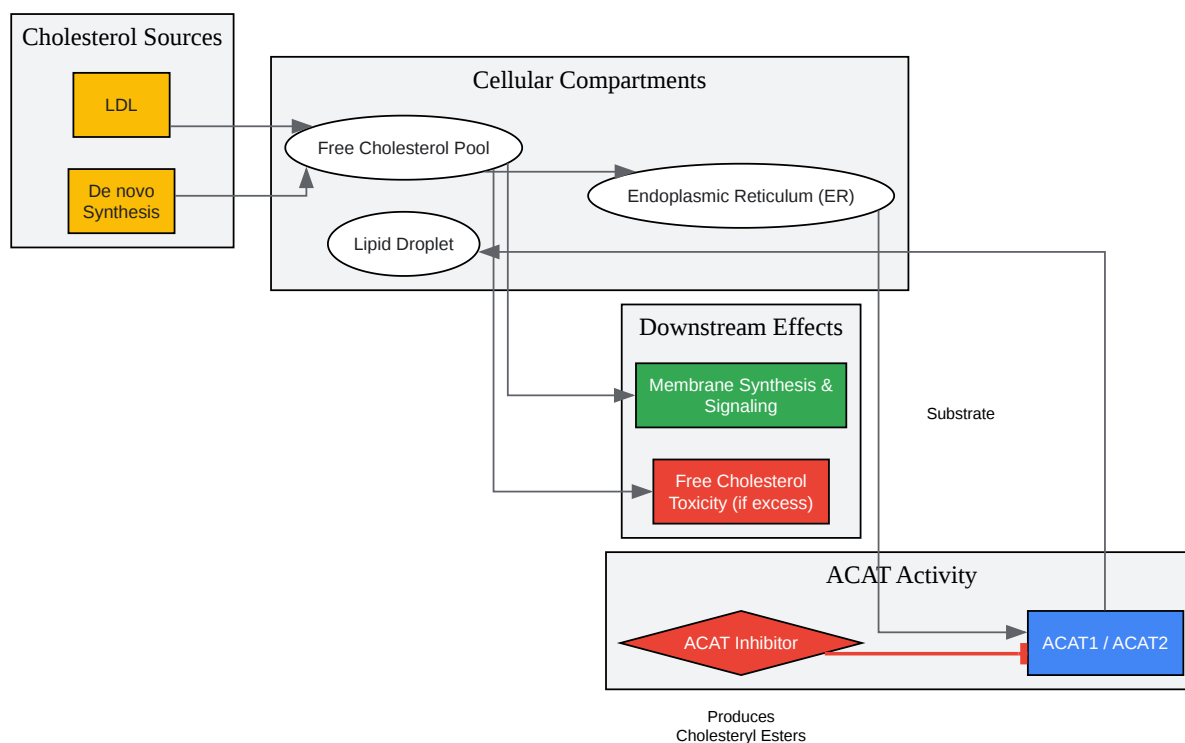 Cholesterol Sources
LDL
De novo
Synthesis
Cellular Compartments
Free Cholesterol Pool
Endoplasmic Reticulum (ER)
Lipid Droplet
Downstream Effects
Membrane Synthesis &
Signaling
Free Cholesterol
Toxicity (if excess)
Substrate
ACAT Activity
ACAT Inhibitor
ACAT1 / ACAT2
Produces
Cholesteryl Esters